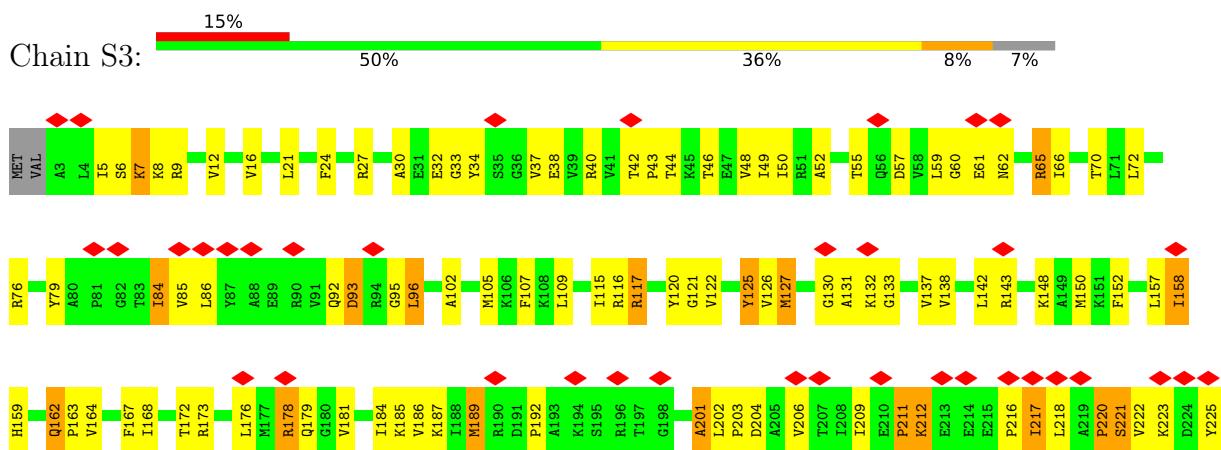 15%
Chain S3:
50% 36% 8% 7%
MET VAL A3 L4 I5 S6 K7 K8 R9 V12 V16 L21 F24 R27 A30 E31 E32 G33 Y34 S35 G36 V37 E38 V39 R40 V41 T42 P43 T44 K45 T46 E47 V48 I49 I50 R51 A52 T55 Q56 D57 V58 L59 G60 E61 N62 R65 I66 T70 L71 L72
R76 Y79 A80 P81 G82 T83 I84 V85 L86 Y87 A88 E89 R90 V91 Q92 D93 R94 G95 L96 A102 M105 K106 F107 K108 L109 I115 R116 R117 Y120 G121 V122 Y125 V126 M127 G130 A131 K132 G133 V137 V138 L142 R143 K148 A149 M150 K151 F152 L157 I158
H159 Q162 P163 V164 F167 I168 T172 R173 L176 M177 R178 Q179 G180 V181 I184 K185 V186 K187 I188 M189 R190 D191 P192 A193 K194 S195 R196 T197 G198 A201 L202 P203 D204 A205 V206 T207 I208 I209 E210 P211 K212 E213 E214 E215 P216 I217 L218 A219 P220 S221 V222 K223 D224 Y225